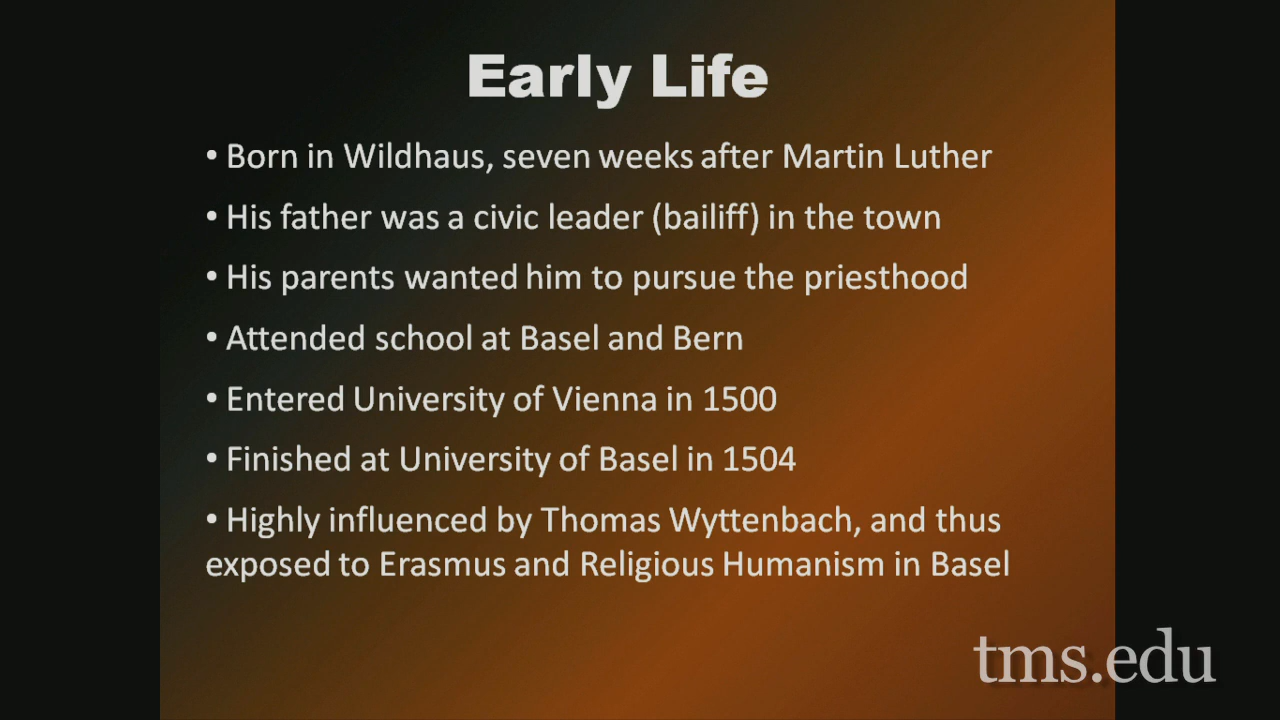 Early Life
• Born in Wildhaus, seven weeks after Martin Luther
• His father was a civic leader (bailiff) in the town
• His parents wanted him to pursue the priesthood
• Attended school at Basel and Bern
• Entered University of Vienna in 1500
• Finished at University of Basel in 1504
• Highly influenced by Thomas Wyttenbach, and thus
exposed to Erasmus and Religious Humanism in Basel
tms.edu